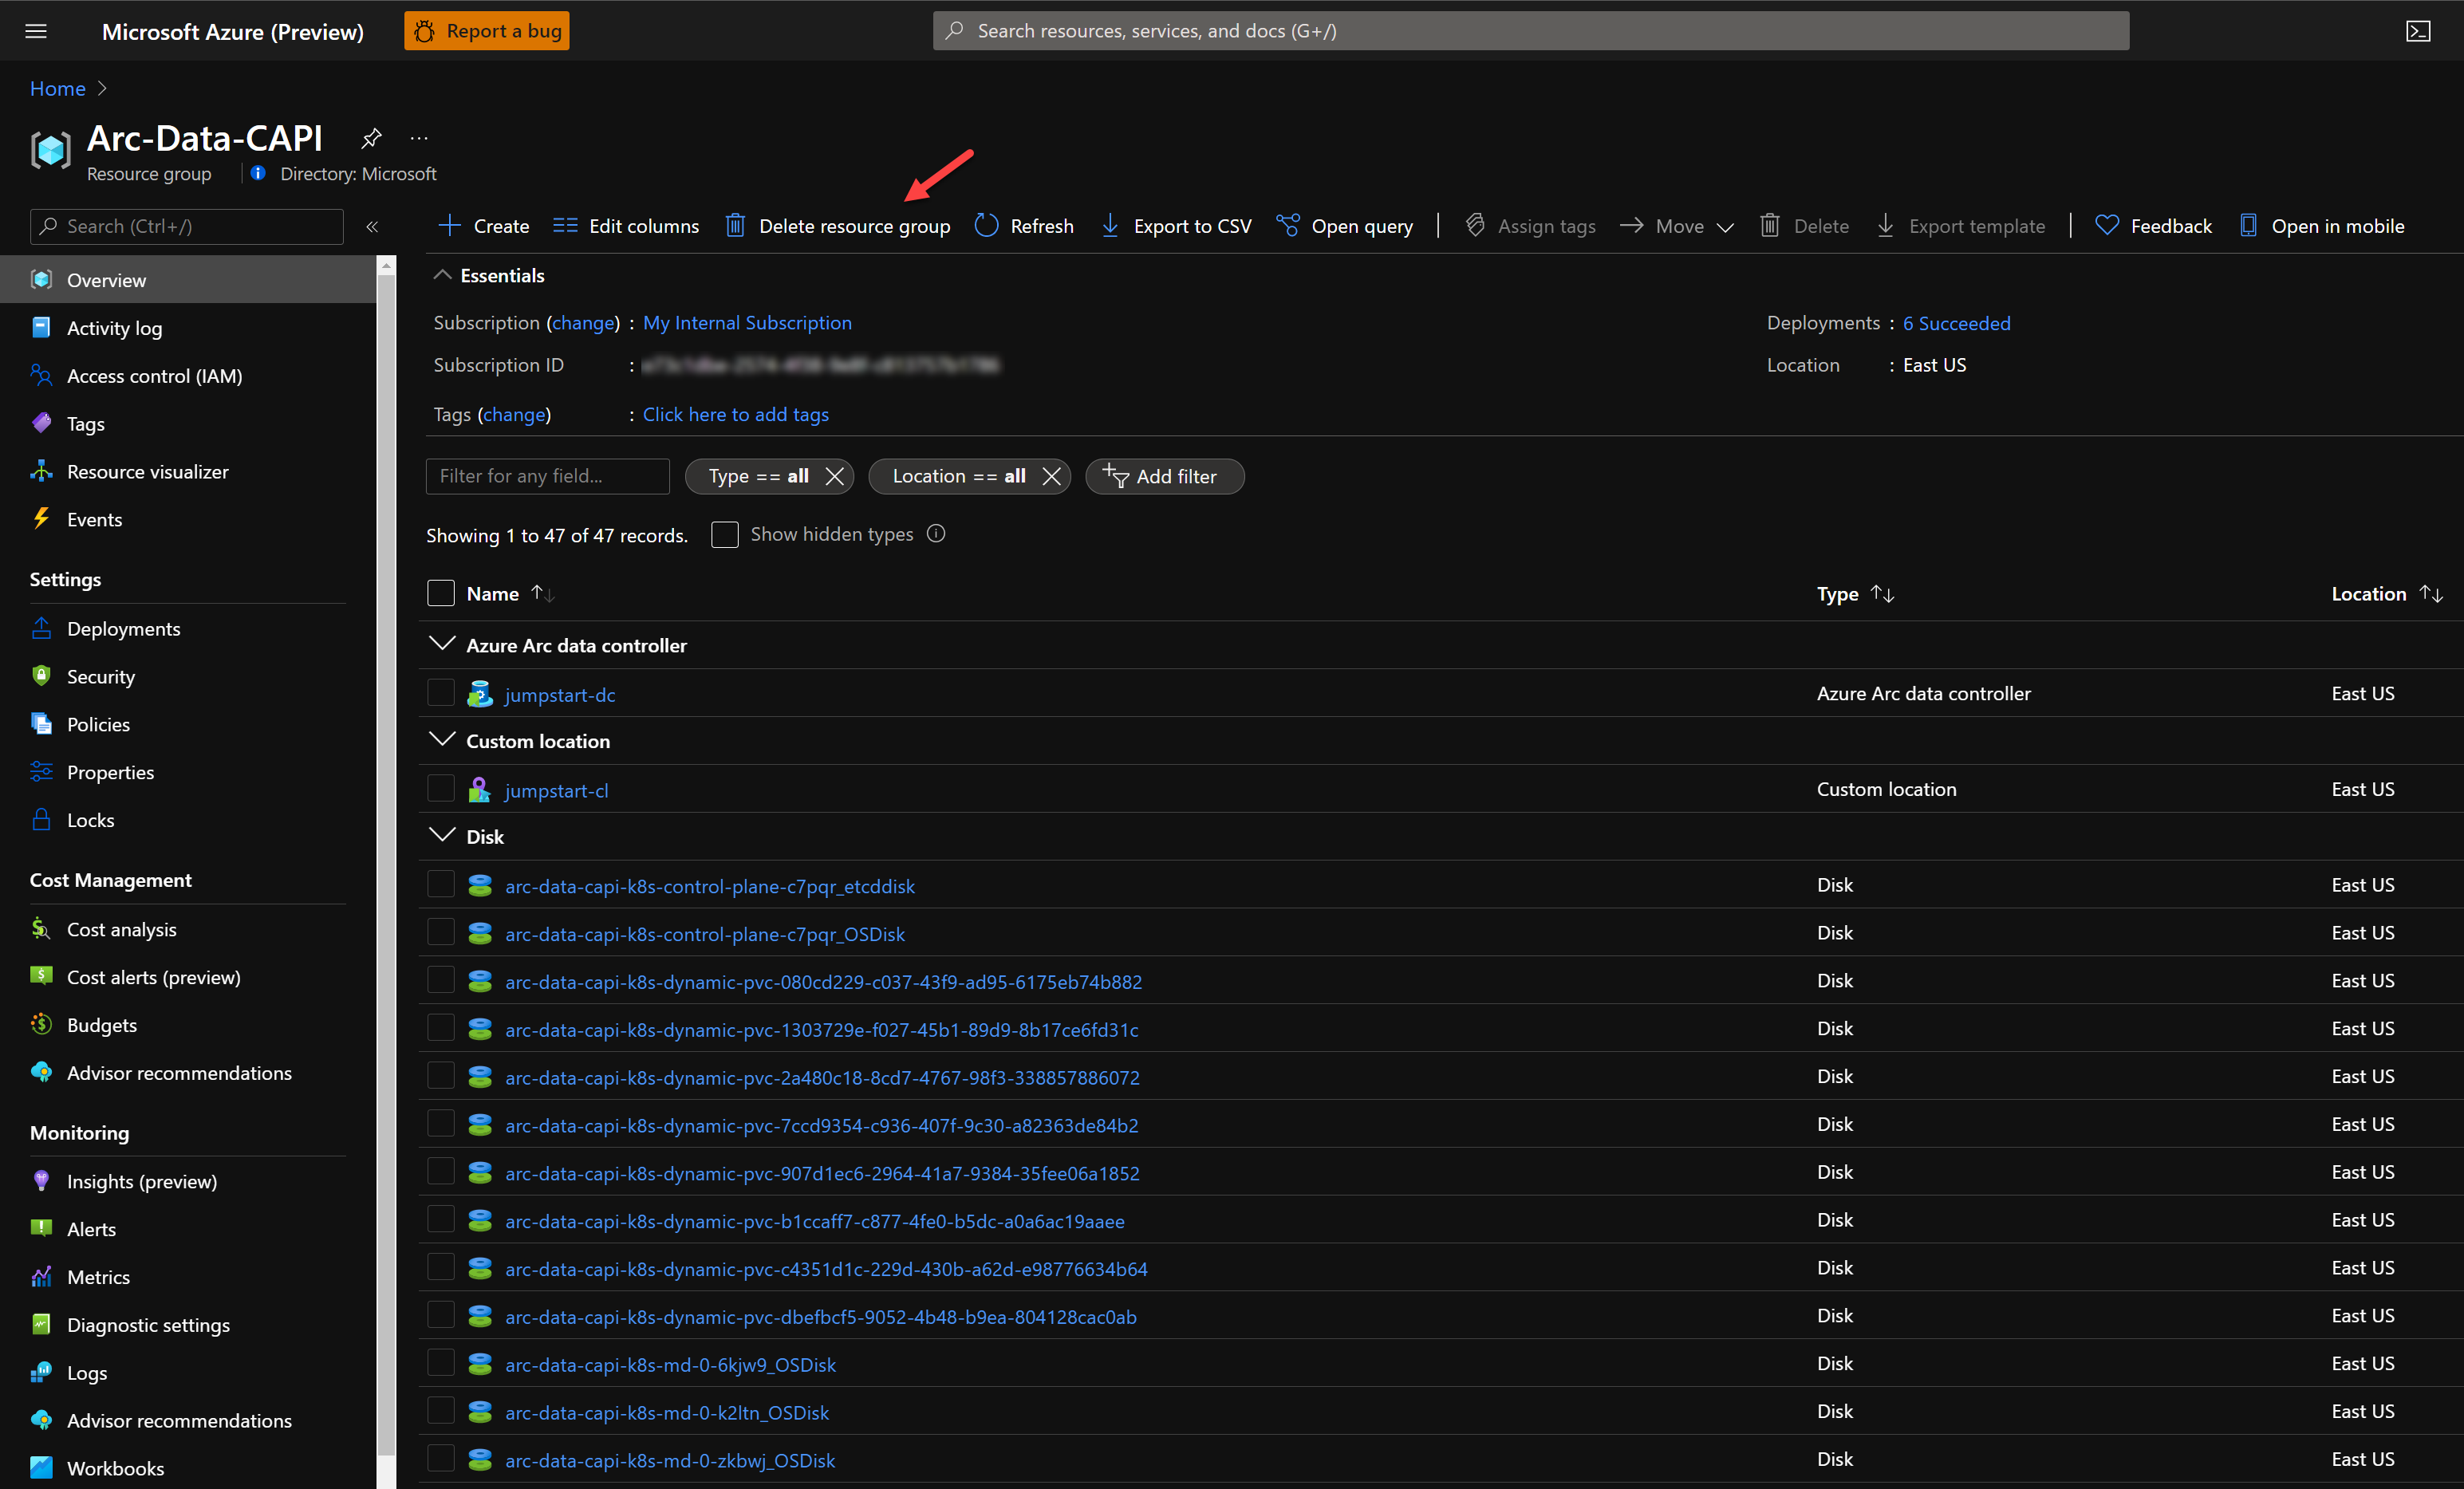 Microsoft Azure (Preview) Report a bug Search resources, services, and docs (G+/)
Home
Arc-Data-CAPI ...
Resource group Directory: Microsoft
Search (Ctrl+/) «
Create Edit columns Delete resource group Refresh Export to CSV Open query Assign tags Move Delete Export template Feedback Open in mobile
Overview
Activity log
Access control (IAM)
Tags
Resource visualizer
Events
Settings
Deployments
Security
Policies
Properties
Locks
Cost Management
Cost analysis
Cost alerts (preview)
Budgets
Advisor recommendations
Monitoring
Insights (preview)
Alerts
Metrics
Diagnostic settings
Logs
Advisor recommendations
Workbooks
Essentials
Subscription (change) : My Internal Subscription Deployments : 6 Succeeded
Subscription ID : Location : East US
Tags (change) : Click here to add tags
Filter for any field... Type == all Location == all Add filter
Showing 1 to 47 of 47 records. Show hidden types
Name Type Location
Azure Arc data controller
jumpstart-dc Azure Arc data controller East US
Custom location
jumpstart-cl Custom location East US
Disk
arc-data-capi-k8s-control-plane-c7pqr_etcddisk Disk East US
arc-data-capi-k8s-control-plane-c7pqr_OSDisk Disk East US
arc-data-capi-k8s-dynamic-pvc-080cd229-c037-43f9-ad95-6175eb74b882 Disk East US
arc-data-capi-k8s-dynamic-pvc-1303729e-f027-45b1-89d9-8b17ce6fd31c Disk East US
arc-data-capi-k8s-dynamic-pvc-2a480c18-8cd7-4767-98f3-338857886072 Disk East US
arc-data-capi-k8s-dynamic-pvc-7ccd9354-c936-407f-9c30-a82363de84b2 Disk East US
arc-data-capi-k8s-dynamic-pvc-907d1ec6-2964-41a7-9384-35fee06a1852 Disk East US
arc-data-capi-k8s-dynamic-pvc-b1ccaff7-c877-4fe0-b5dc-a0a6ac19aaee Disk East US
arc-data-capi-k8s-dynamic-pvc-c4351d1c-229d-430b-a62d-e98776634b64 Disk East US
arc-data-capi-k8s-dynamic-pvc-dbefbcf5-9052-4b48-b9ea-804128cac0ab Disk East US
arc-data-capi-k8s-md-0-6kjw9_OSDisk Disk East US
arc-data-capi-k8s-md-0-k2ltn_OSDisk Disk East US
arc-data-capi-k8s-md-0-zkbwj_OSDisk Disk East US